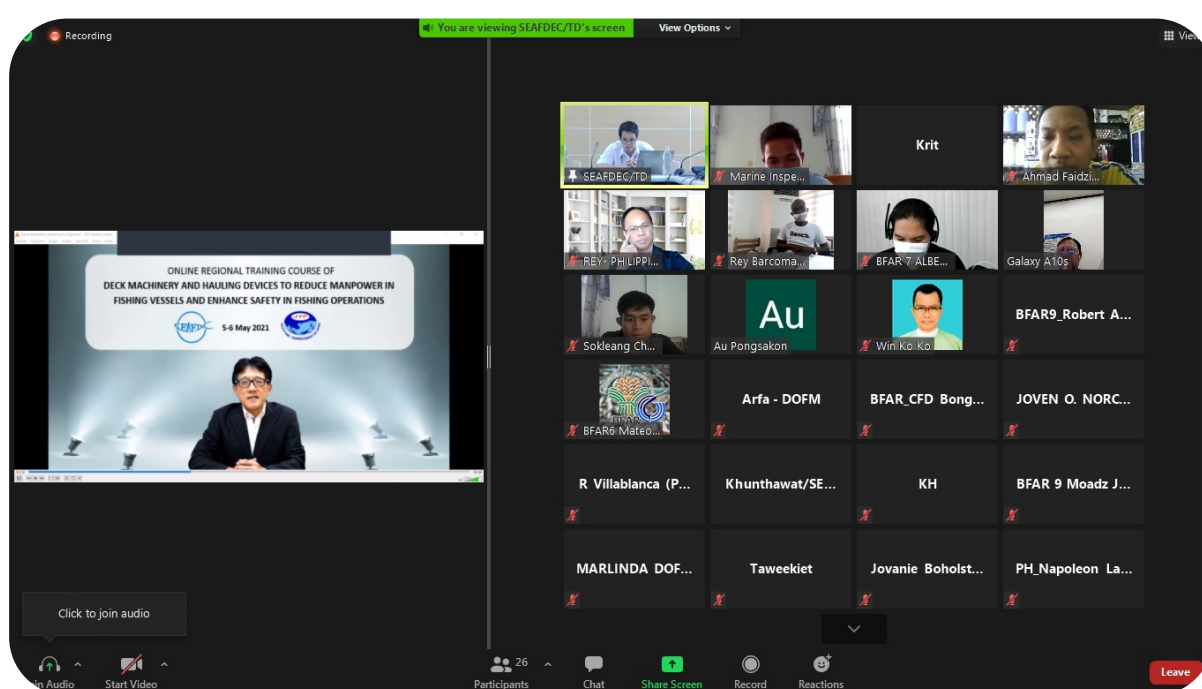 Recording
You are viewing SEAFDEC/TD's screen
View Options
View
ONLINE REGIONAL TRAINING COURSE OF
DECK MACHINERY AND HAULING DEVICES TO REDUCE MANPOWER IN
FISHING VESSELS AND ENHANCE SAFETY IN FISHING OPERATIONS
5-6 May 2021
SEAFDEC/TD
Marine Inspe...
Krit
Ahmad Faidzi...
REY- PHILIPPI...
Rey Barcoma...
BFAR 7 ALBE...
Galaxy A10s
Sokleang Ch...
Au
Au Pongsakon
Win Ko Ko
BFAR9_Robert A...
BFAR
BFAR6 Mateo...
Arfa - DOFM
BFAR_CFD Bong...
JOVEN O. NORC...
R Villablanca (P...
Khunthawat/SE...
KH
BFAR 9 Moadz J...
MARLINDA DOF...
Taweekiet
Jovanie Boholst...
PH_Napoleon La...
Click to join audio
in Audio
Start Video
26
Participants
Chat
Share Screen
Record
Reactions
Leave